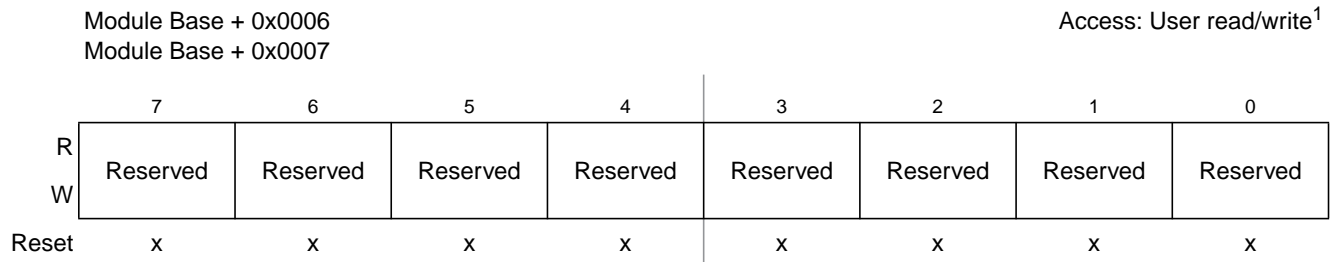 Module Base + 0x0006 Access: User read/write1
Module Base + 0x0007
7 6 5 4 3 2 1 0
R
Reserved Reserved Reserved Reserved Reserved Reserved Reserved Reserved
W
Reset x x x x x x x x